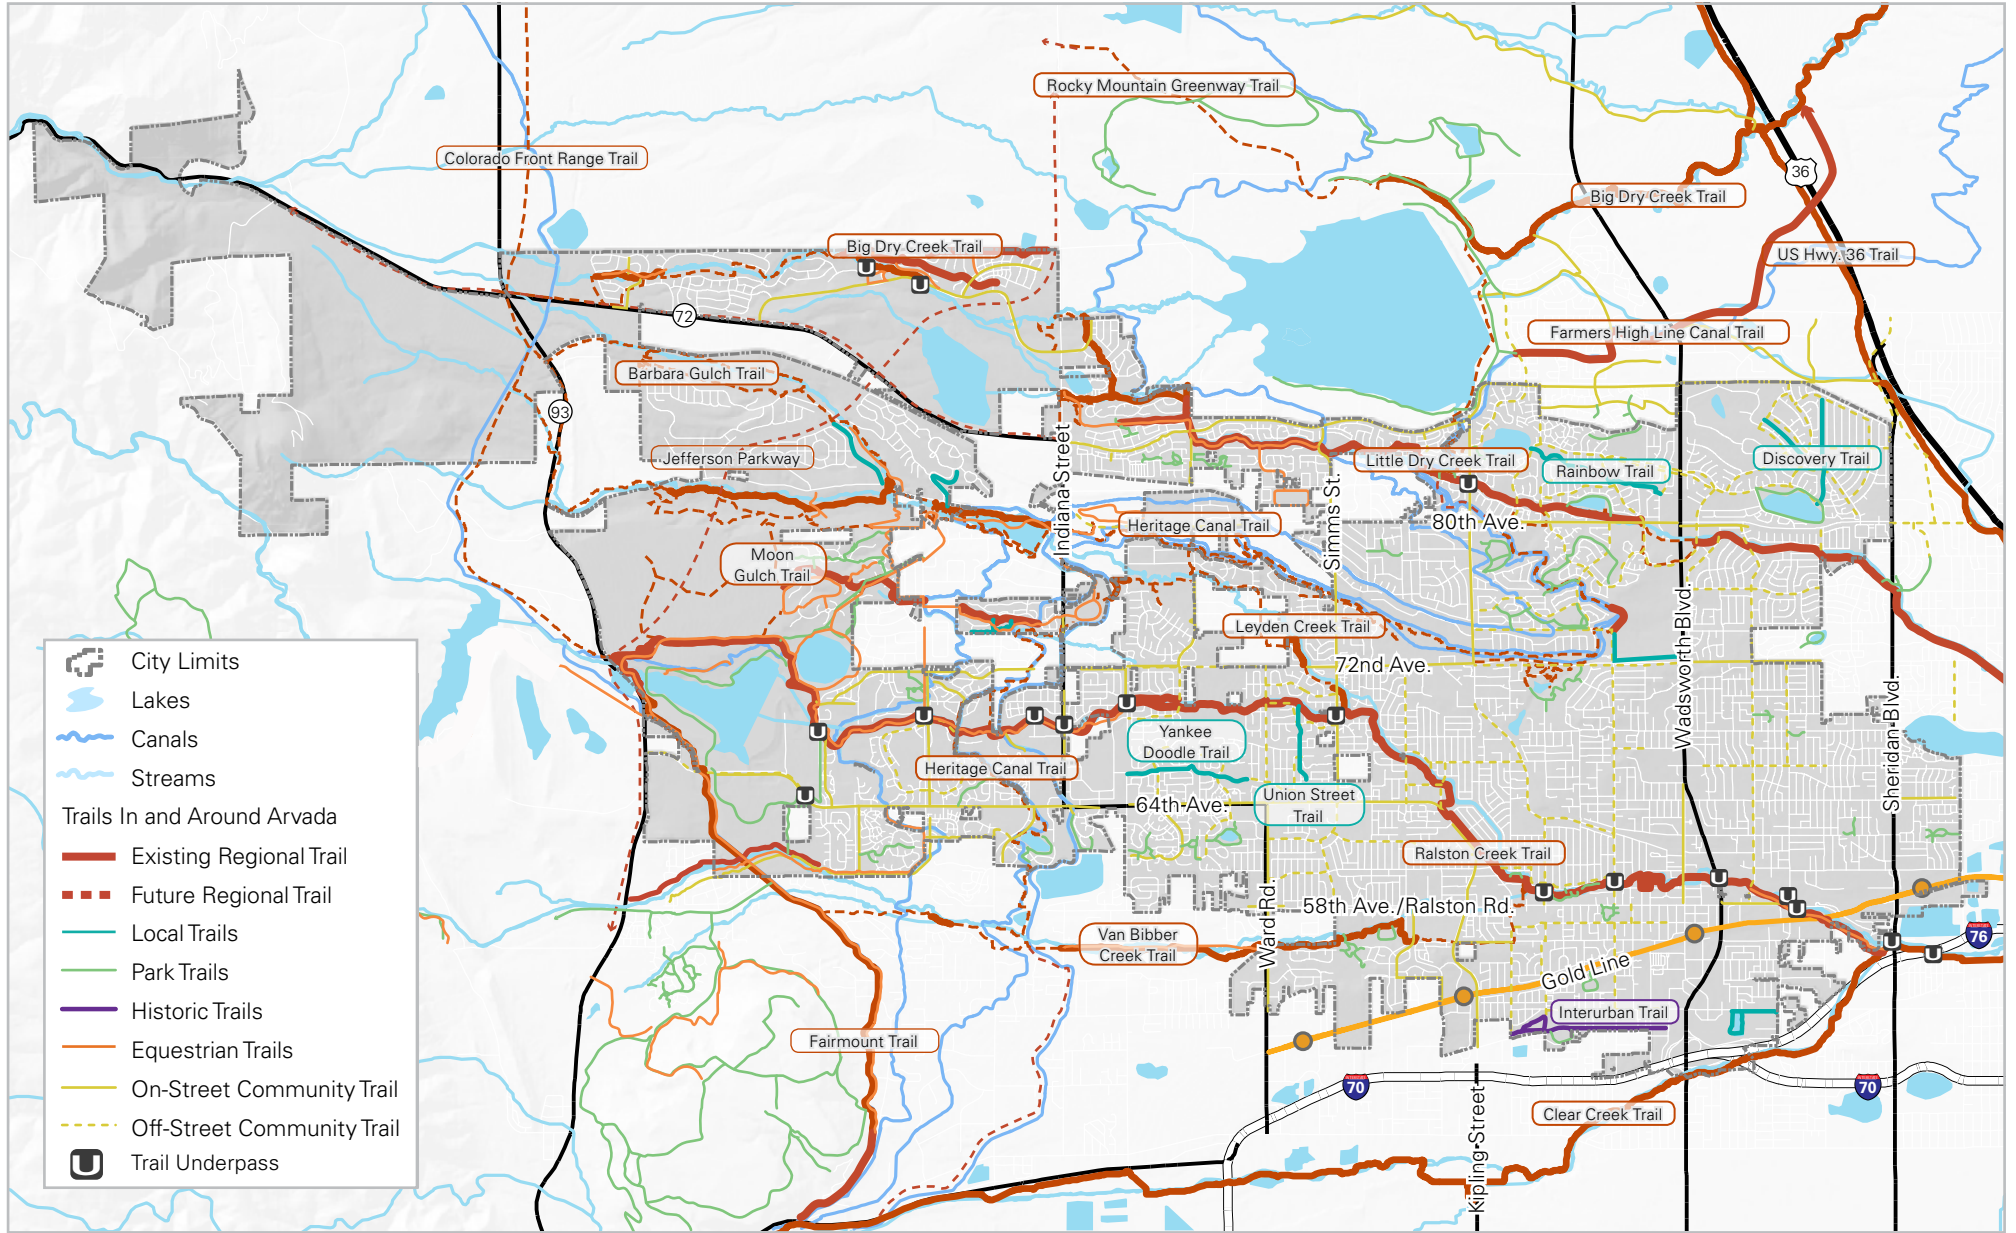 Rocky Mountain Greenway Trail
Colorado Front Range Trail
36
Big Dry Creek Trail
Big Dry Creek Trail
US Hwy. 36 Trail
72
Farmers High Line Canal Trail
Barbara Gulch Trail
93
Indiana Street
Jefferson Parkway
Little Dry Creek Trail
Rainbow Trail
Discovery Trail
Simms St.
Heritage Canal Trail
80th Ave.
Moon
Gulch Trail
Leyden Creek Trail
72nd Ave.
Wadsworth Blvd.
Sheridan Blvd.
Yankee
Doodle Trail
Heritage Canal Trail
64th Ave.
Union Street
Trail
Ralston Creek Trail
Ward Rd.
58th Ave./Ralston Rd.
Van Bibber
Creek Trail
76
Gold Line
Interurban Trail
Fairmount Trail
70
70
Clear Creek Trail
Kipling Street
City Limits
Lakes
Canals
Streams
Trails In and Around Arvada
Existing Regional Trail
Future Regional Trail
Local Trails
Park Trails
Historic Trails
Equestrian Trails
On-Street Community Trail
Off-Street Community Trail
Trail Underpass